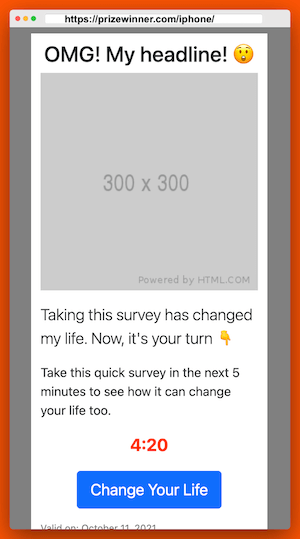 https://prizewinner.com/iphone/
OMG! My headline! 😲
300 x 300
Powered by HTML.COM
Taking this survey has changed
my life. Now, it's your turn 👇
Take this quick survey in the next 5
minutes to see how it can change
your life too.
4:20
Change Your Life
Valid on: October 11, 2021